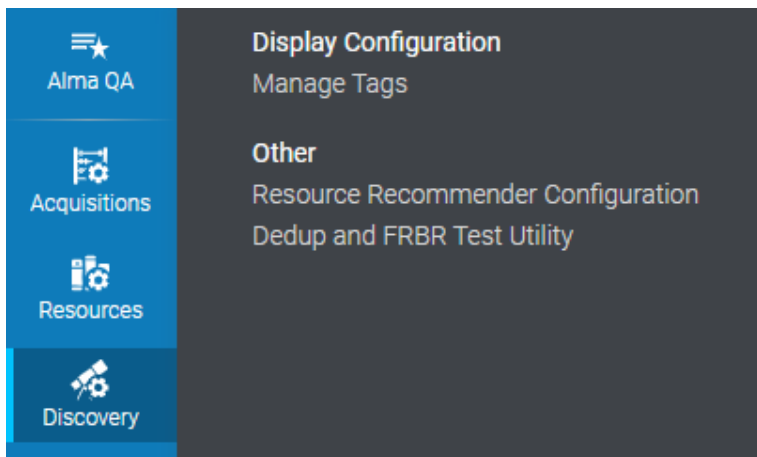 Alma QA
Acquisitions
Resources
Discovery
Display Configuration
Manage Tags
Other
Resource Recommender Configuration
Dedup and FRBR Test Utility